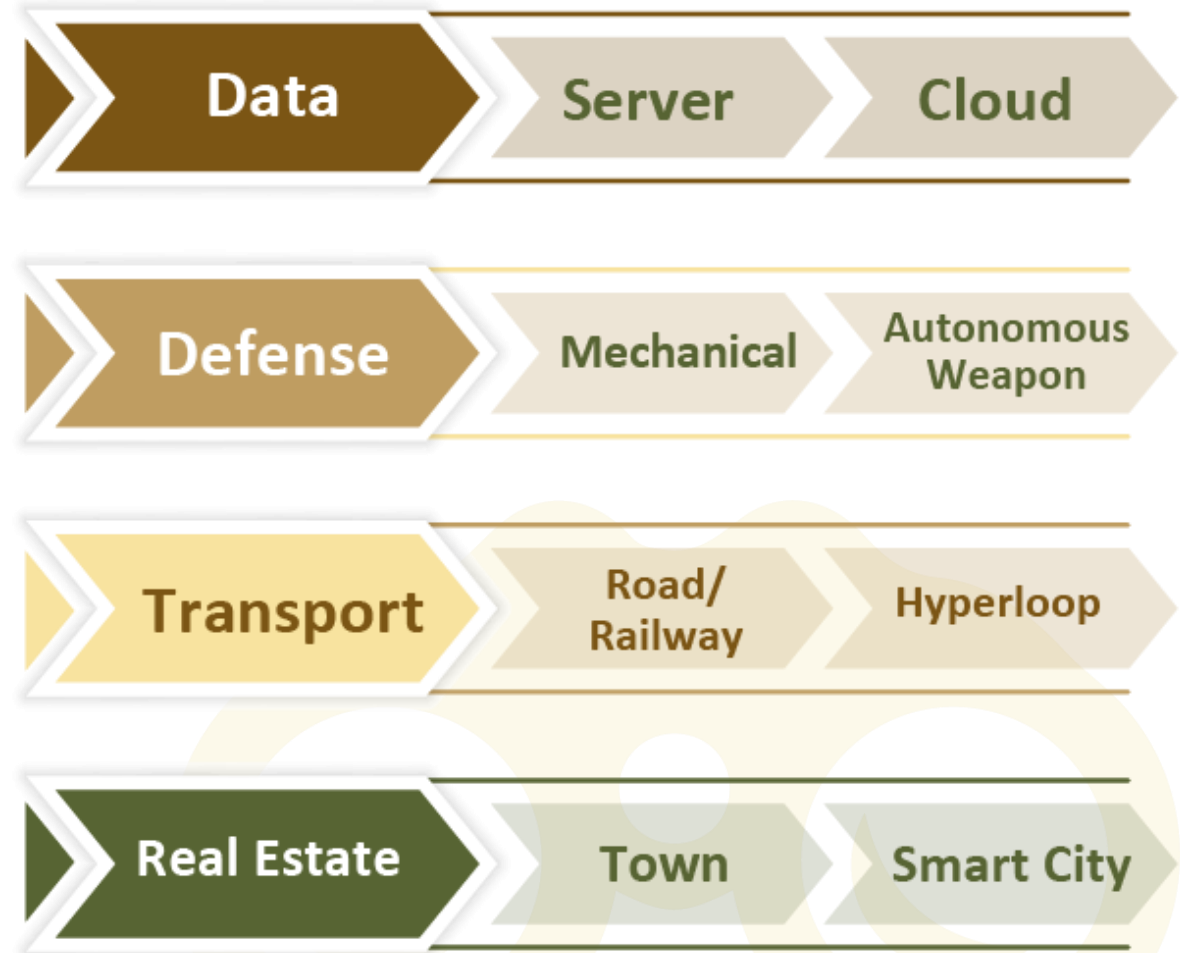 Data
Server
Cloud
Defense
Mechanical
Autonomous
Weapon
Transport
Road/
Railway
Hyperloop
Real Estate
Town
Smart City